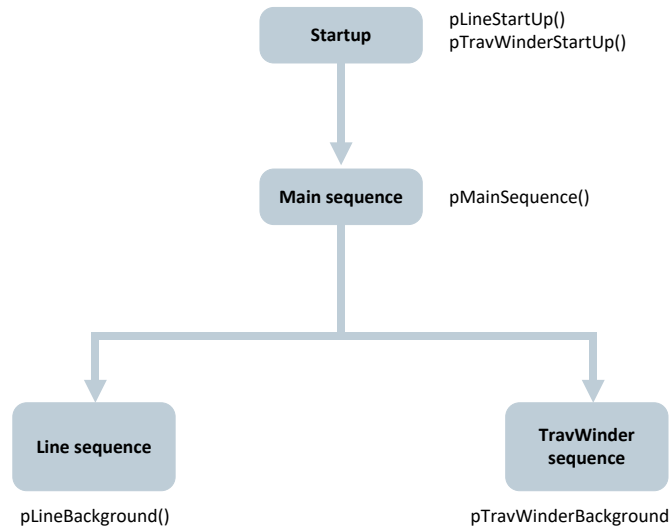 Startup
pLineStartUp()
pTravWinderStartUp()
Main sequence
pMainSequence()
Line sequence
TravWinder
sequence
pLineBackground()
pTravWinderBackground